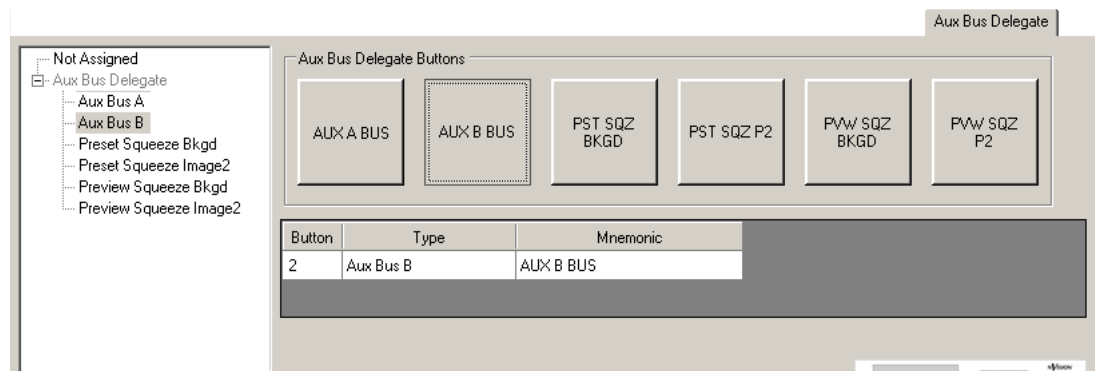 Aux Bus Delegate
Not Assigned
Aux Bus Delegate
Aux Bus A
Aux Bus B
Preset Squeeze Bkgd
Preset Squeeze Image2
Preview Squeeze Bkgd
Preview Squeeze Image2
Aux Bus Delegate Buttons
AUX A BUS
AUX B BUS
PST SQZ
BKGD
PST SQZ P2
PVW SQZ
BKGD
PVW SQZ
P2
Button Type Mnemonic
2 Aux Bus B AUX B BUS